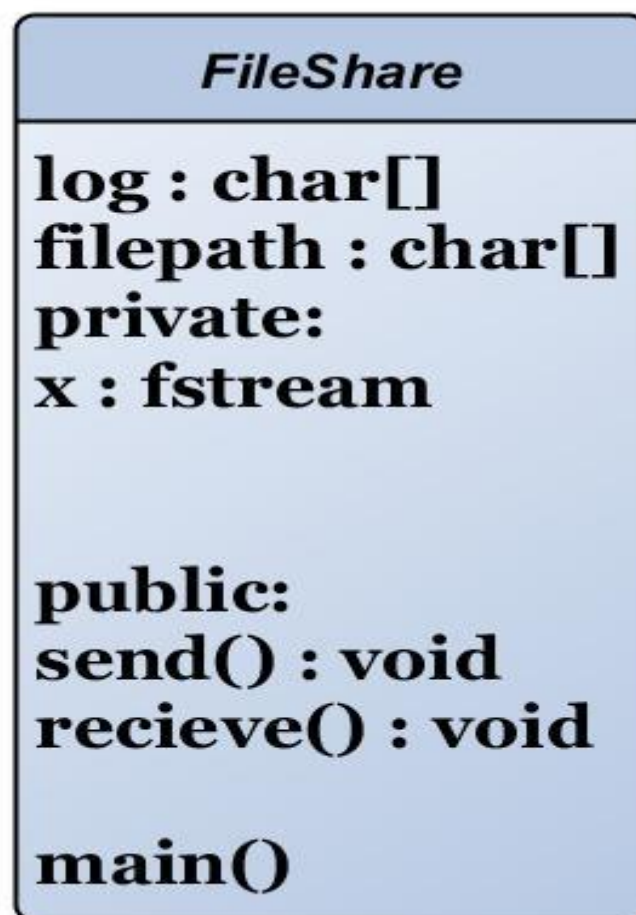 FileShare
log : char[]
filepath : char[]
private:
x : fstream
public:
send() : void
recieve() : void
main()